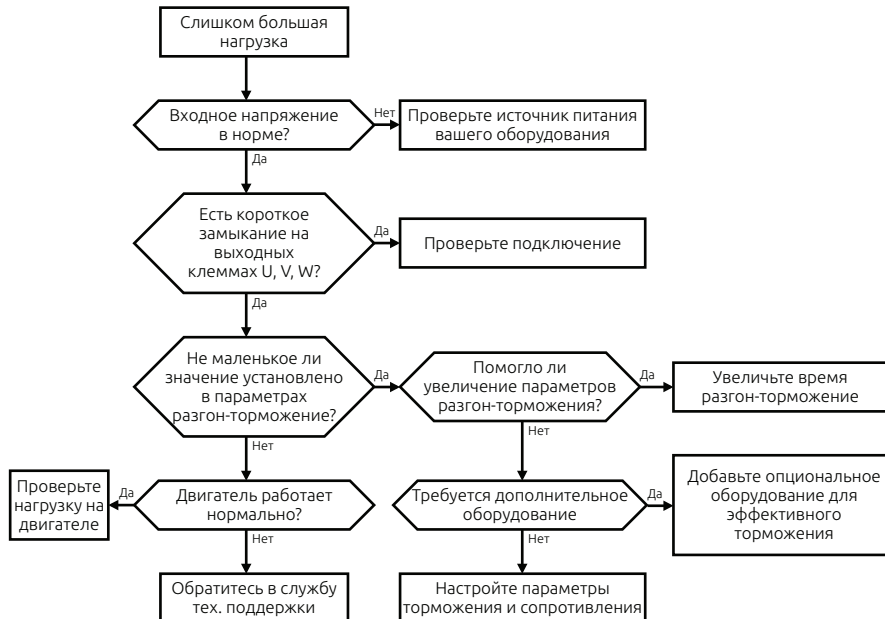 Слишком большая
нагрузка
Входное напряжение
в норме?
Нет
Проверьте источник питания
вашего оборудования
Да
Есть короткое
замыкание на
выходных
клеммах U, V, W?
Да
Проверьте подключение
Да
Не маленькое ли
значение установлено
в параметрах
разгон-торможение?
Да
Помогло ли
увеличение параметров
разгон-торможения?
Да
Увеличьте время
разгон-торможение
Нет
Нет
Проверьте
нагрузку на
двигателе
Да
Двигатель работает
нормально?
Требуется дополнительное
оборудование
Да
Добавьте опциональное
оборудование для
эффективного
торможения
Нет
Нет
Обратитесь в службу
тех. поддержки
Настройте параметры
торможения и сопротивления